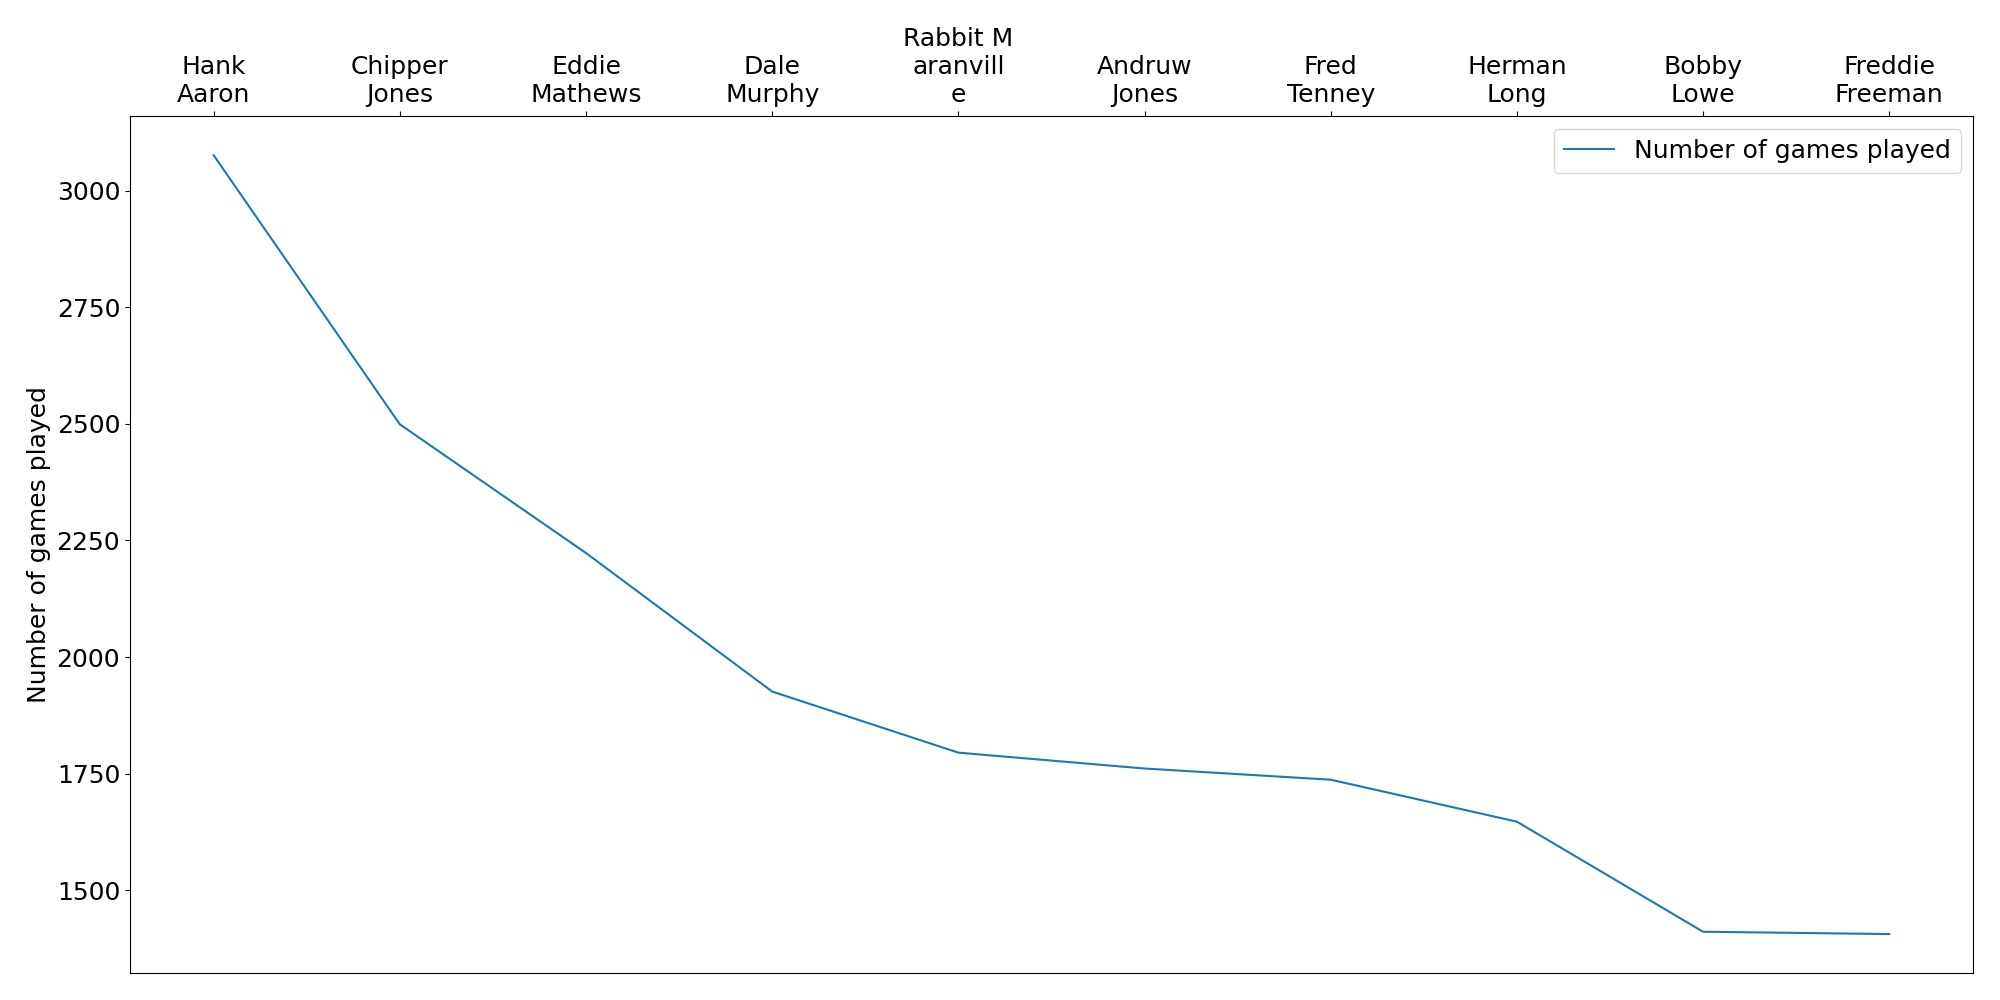 Hank
Aaron
Chipper
Jones
Eddie
Mathews
Dale
Murphy
Rabbit M
aranvill
e
Andruw
Jones
Fred
Tenney
Herman
Long
Bobby
Lowe
Freddie
Freeman
Number of games played
3000
2750
2500
2250
2000
1750
1500
Number of games played